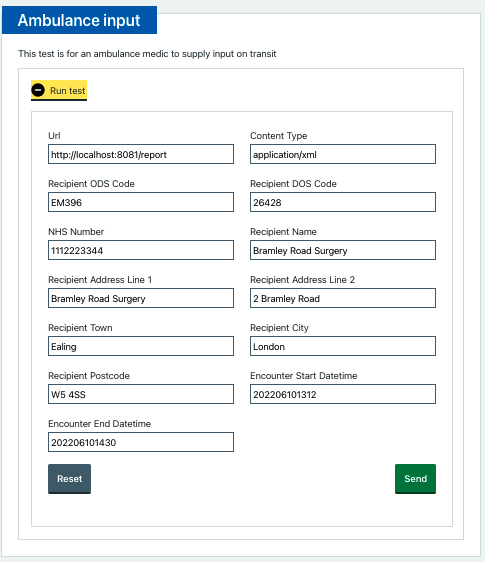 Ambulance input
This test is for an ambulance medic to supply input on transit
Run test
Url Content Type
http://localhost:8081/report application/xml
Recipient ODS Code Recipient DOS Code
EM396 26428
NHS Number Recipient Name
1112223344 Bramley Road Surgery
Recipient Address Line 1 Recipient Address Line 2
Bramley Road Surgery 2 Bramley Road
Recipient Town Recipient City
Ealing London
Recipient Postcode Encounter Start Datetime
W5 4SS 202206101312
Encounter End Datetime
202206101430
Reset Send